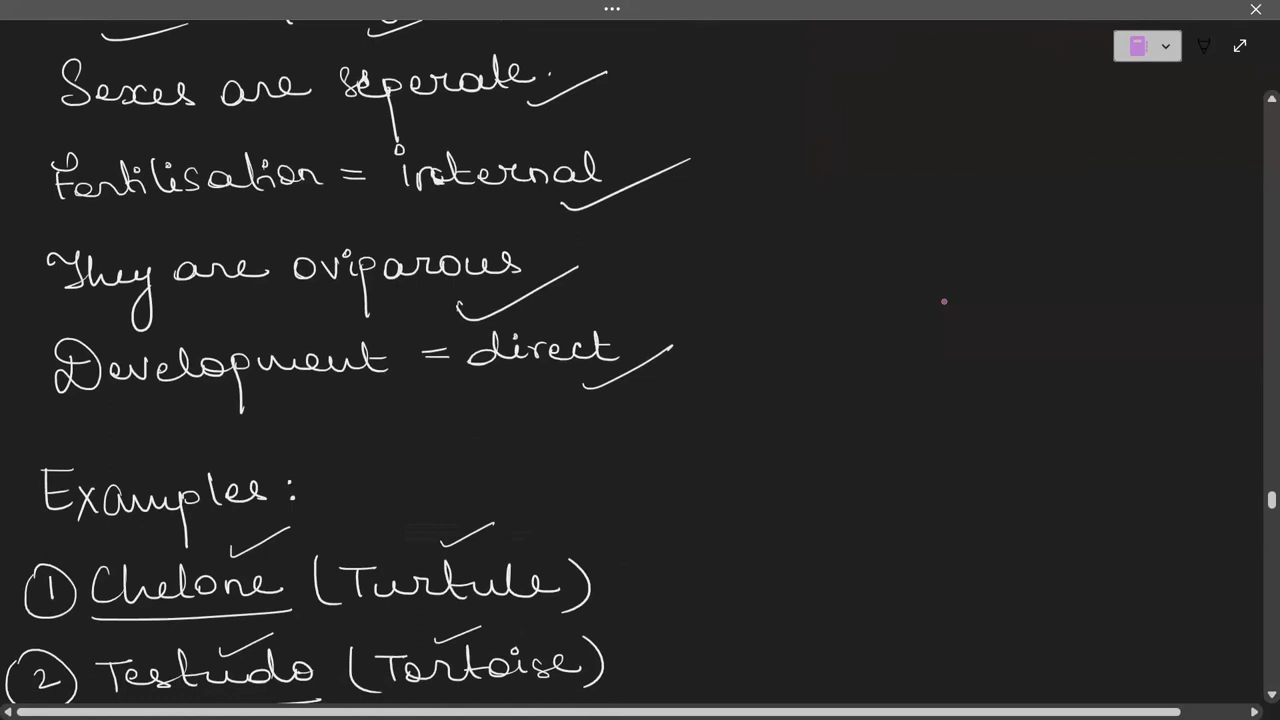 Sexes are seperate.
Fertilisation = internal
They are oviparous
Development = direct
Examples:
① Chelone (Turtule)
② Testudo (Tortoise)